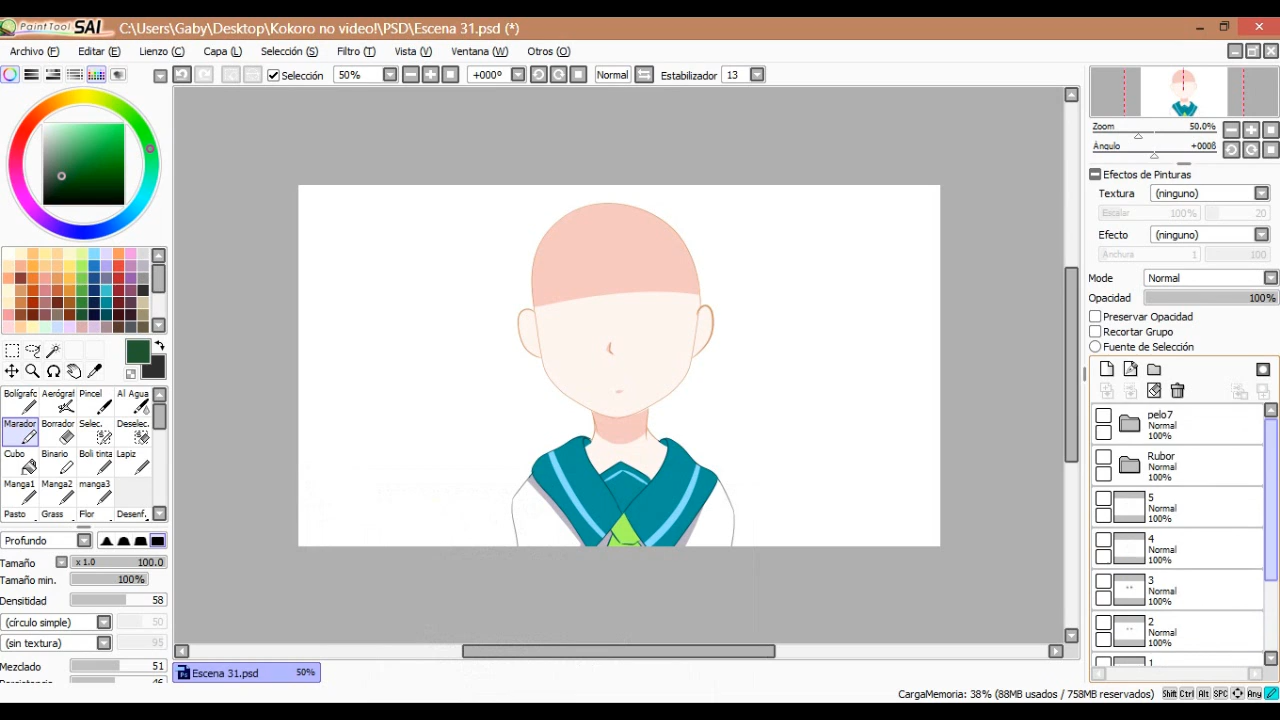 PaintTool SAI C:\Users\Gaby\Desktop\Kokoro no video!\PSD\Escena 31.psd (*)
Archivo (F) Editar (E) Lienzo (C) Capa (L) Selección (S) Filtro (T) Vista (V) Ventana (W) Otros (O)
Selección 50% +000° Normal Estabilizador 13
Zoom 50.0%
Ángulo +000ß
Efectos de Pinturas
Textura (ninguno)
Escalar 100% 20
Efecto (ninguno)
Anchura 1 100
Mode Normal
Opacidad 100%
Preservar Opacidad
Recortar Grupo
Fuente de Selección
pelo7
Normal
100%
Rubor
Normal
100%
5
Normal
100%
4
Normal
100%
3
Normal
100%
2
Normal
100%
1
Bolígrafo Aerógraf Pincel Al Agua
Marador Borrador Selec. Deselec.
Cubo Binario Boli tinta Lapiz
Manga1 Manga2 manga3
Pasto Grass Flor Desenf.
Profundo
Tamaño x 1.0 100.0
Tamaño min. 100%
Densitidad 58
(círculo simple) 50
(sin textura) 95
Mezclado 51
Escena 31.psd 50%
CargaMemoria: 38% (88MB usados / 758MB reservados) Shift Ctrl Alt SPC Any